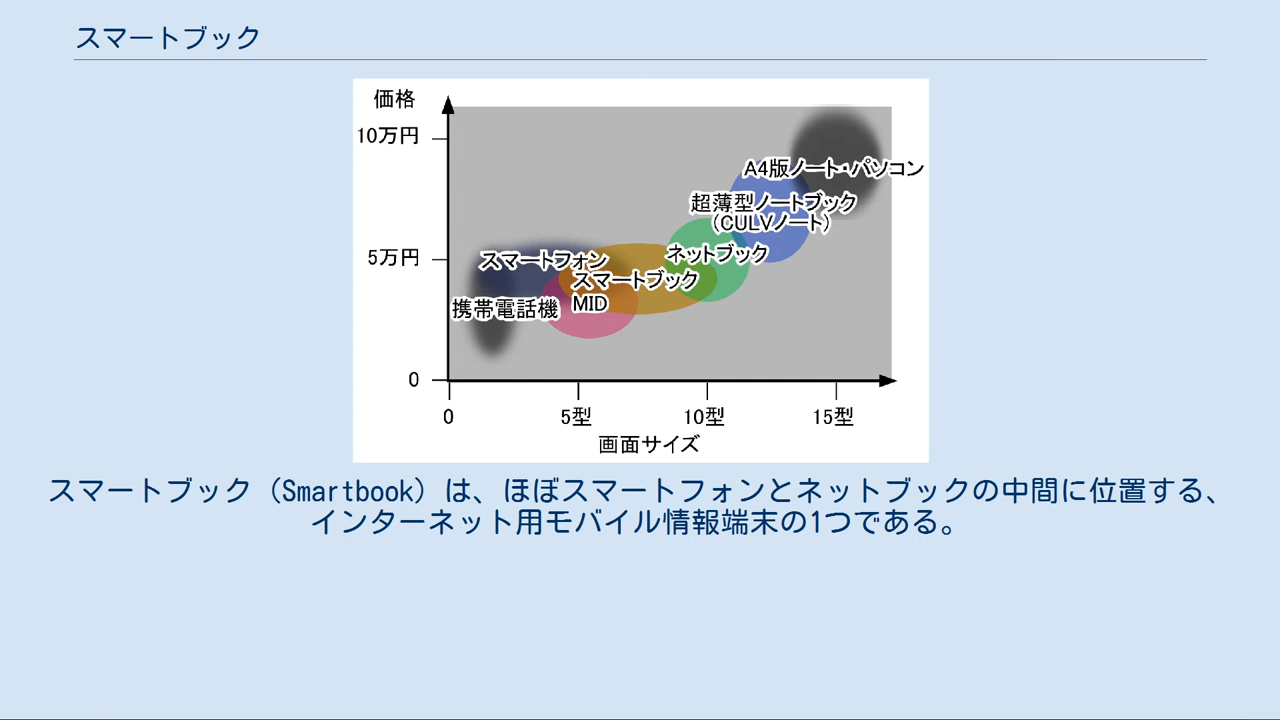 スマートブック
価格
10万円
A4版ノート・パソコン
超薄型ノートブック
（CULVノート）
5万円
スマートフォン
ネットブック
スマートブック
MID
携帯電話機
0
0
5型
10型
15型
画面サイズ
スマートブック（Smartbook）は、ほぼスマートフォンとネットブックの中間に位置する、
インターネット用モバイル情報端末の1つである。